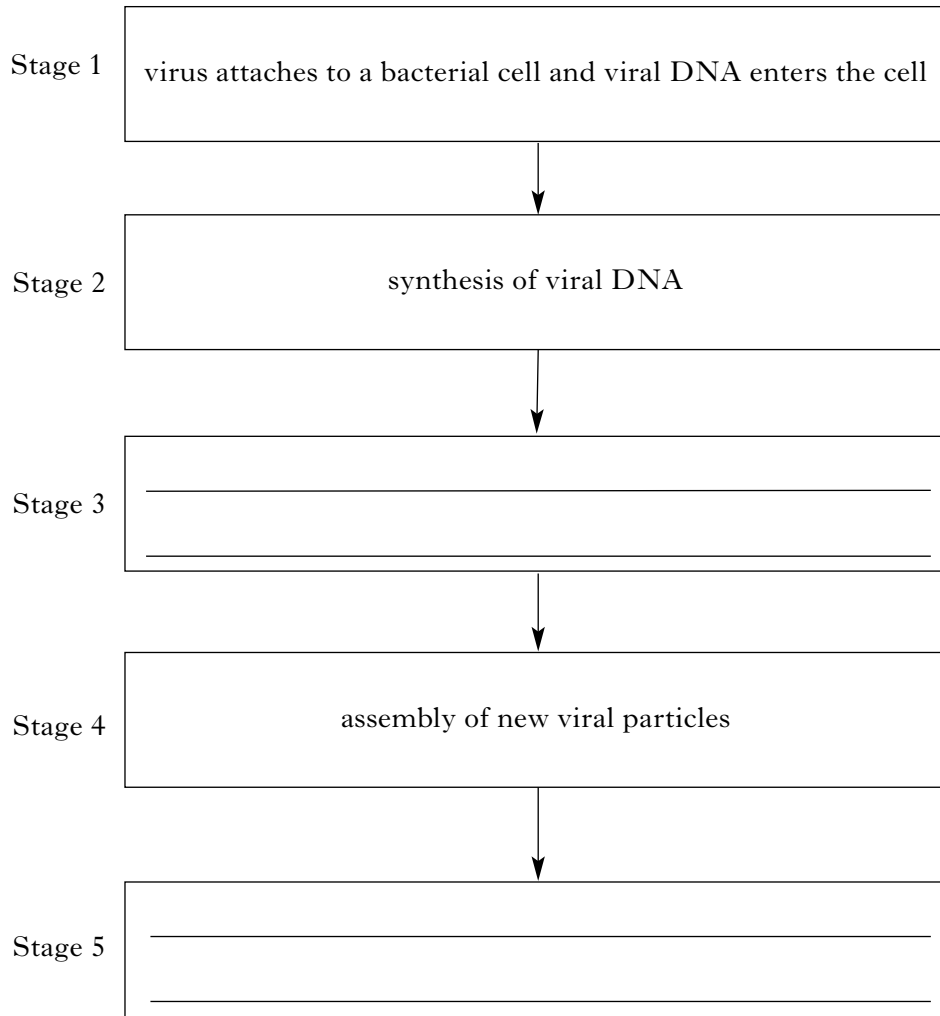 Stage 1
virus attaches to a bacterial cell and viral DNA enters the cell
Stage 2
synthesis of viral DNA
Stage 3
Stage 4
assembly of new viral particles
Stage 5